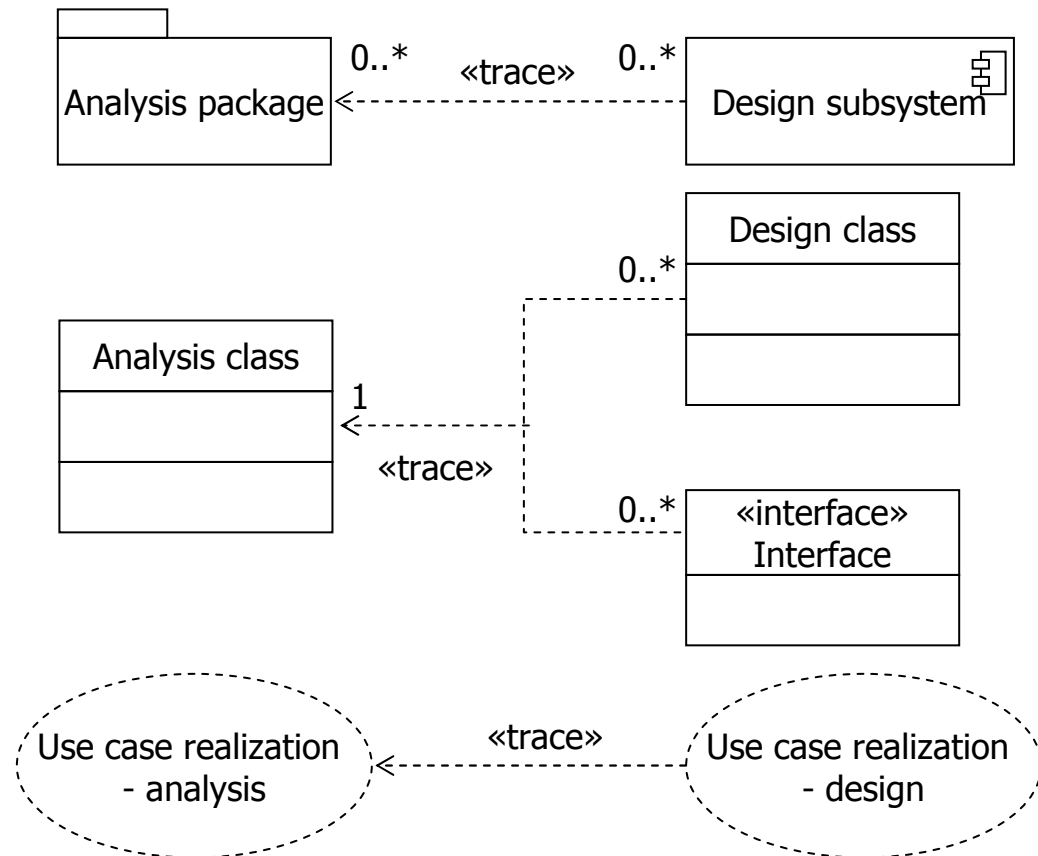 0..*
«trace»
0..*
Analysis package
Design subsystem
Design class
0..*
Analysis class
1
«trace»
0..*
«interface»
Interface
Use case realization
- analysis
«trace»
Use case realization
- design